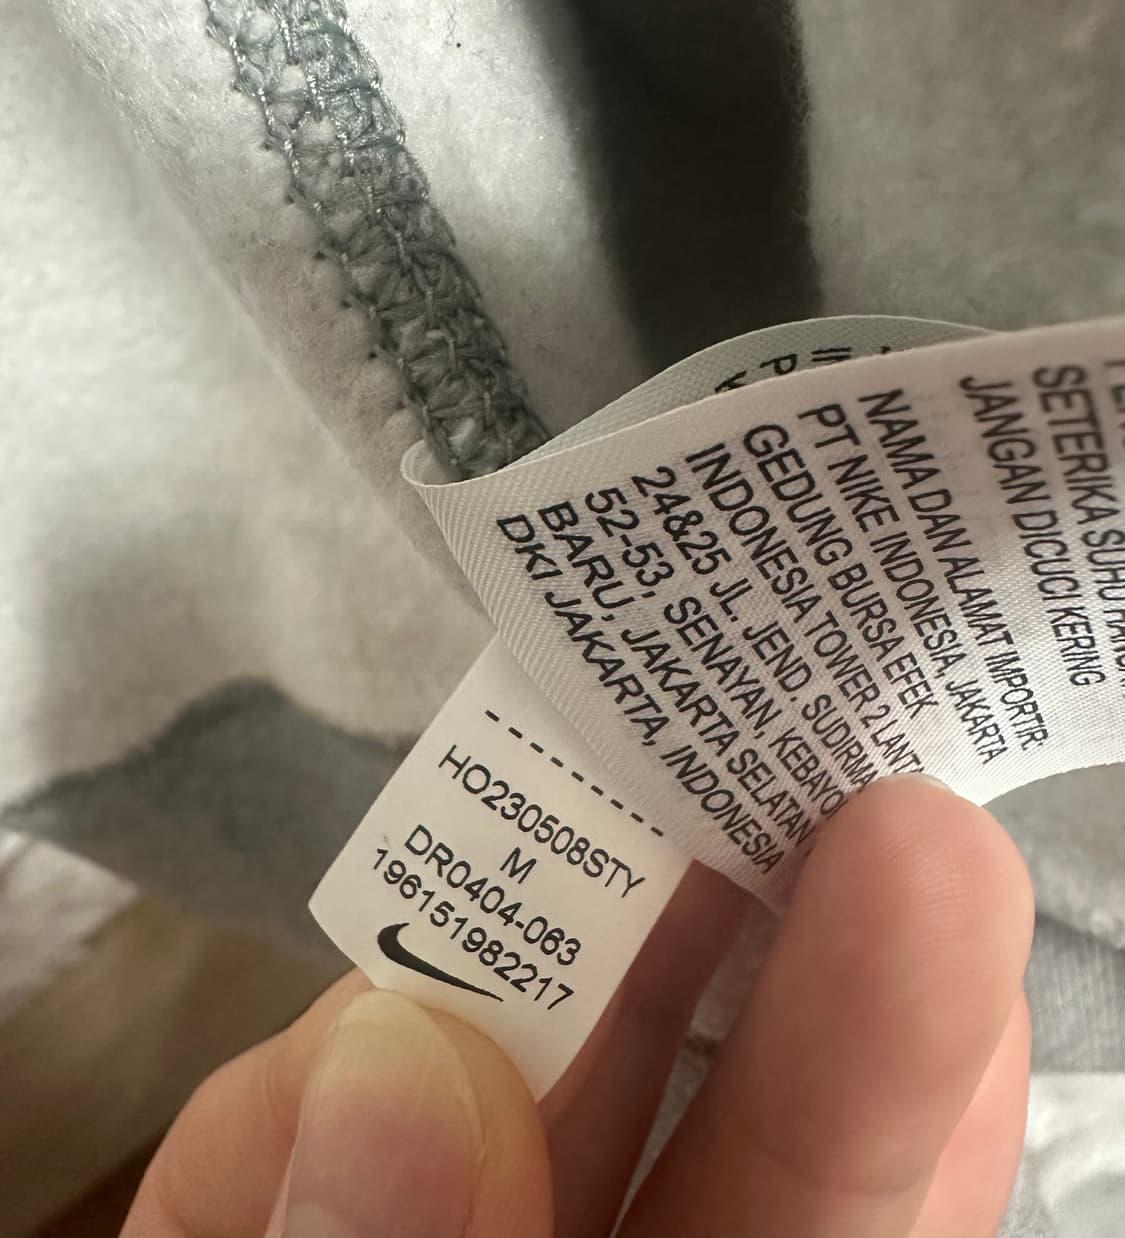 SETERIKA SUHU
JANGAN DICUCI KERING
NAMA DAN ALAMAT IMPORTIR:
PT NIKE INDONESIA, JAKARTA
GEDUNG BURSA EFEK
INDONESIA TOWER 2
24&25 JL. JEND.
52-53, SENAYAN,
BARU, JAKARTA SELATAN
DKI JAKARTA, INDONESIA
HO230508STY
M
DR0404-063
196151982217